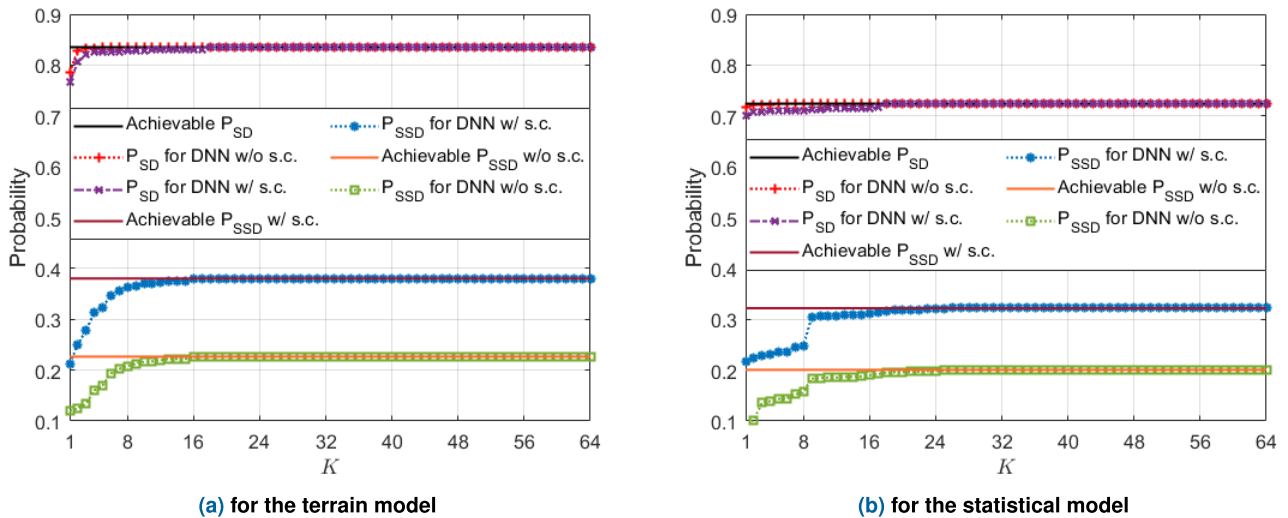 0.9
0.8
0.7
0.6
0.5
0.4
0.3
0.2
0.1
Probability
Achievable P_SD
P_SD for DNN w/o s.c.
P_SD for DNN w/ s.c.
Achievable P_SSD w/ s.c.
P_SSD for DNN w/ s.c.
Achievable P_SSD w/o s.c.
P_SSD for DNN w/o s.c.
1 8 16 24 32 40 48 56 64
K
(a) for the terrain model
0.9
0.8
0.7
0.6
0.5
0.4
0.3
0.2
0.1
Probability
Achievable P_SD
P_SD for DNN w/o s.c.
P_SD for DNN w/ s.c.
Achievable P_SSD w/ s.c.
P_SSD for DNN w/ s.c.
Achievable P_SSD w/o s.c.
P_SSD for DNN w/o s.c.
1 8 16 24 32 40 48 56 64
K
(b) for the statistical model